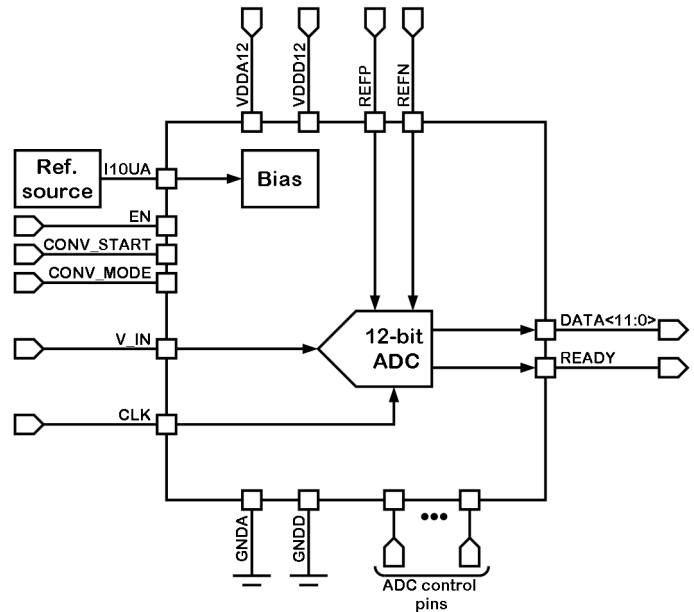 VDDA12
VDDD12
REFP
REFN
Ref.
source
I10UA
Bias
EN
CONV_START
CONV_MODE
V_IN
12-bit
ADC
DATA<11:0>
READY
CLK
GNDA
GNDD
ADC control
pins